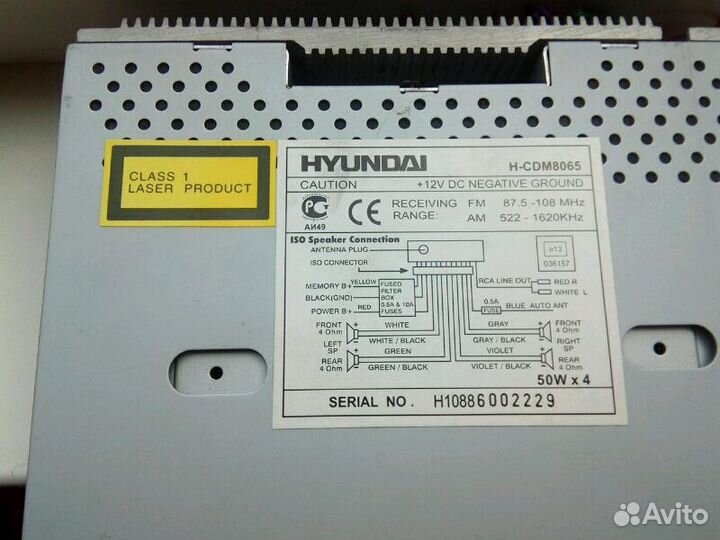 CLASS 1
LASER PRODUCT
HYUNDAI H-CDM8065
CAUTION +12V DC NEGATIVE GROUND
РС
АИ49
CE
RECEIVING RANGE:
FM 87.5 -108 MHz
AM 522 - 1620KHz
ISO Speaker Connection
ANTENNA PLUG
ISO CONNECTOR
e13
036157
MEMORY B+ YELLOW
BLACK(GND)
POWER B+ RED
FUSED
FILTER
BOX
0.5A & 10A
FUSES
RCA LINE OUT RED R
WHITE L
0.5A
FUSE
BLUE AUTO ANT
FRONT
4 Ohm
+
WHITE
WHITE / BLACK
LEFT
SP
REAR
4 Ohm
+
GREEN
GREEN / BLACK
GRAY
GRAY / BLACK
+
FRONT
4 Ohm
RIGHT
SP
VIOLET
VIOLET / BLACK
+
REAR
4 Ohm
50W x 4
SERIAL NO. H10886002229
Avito